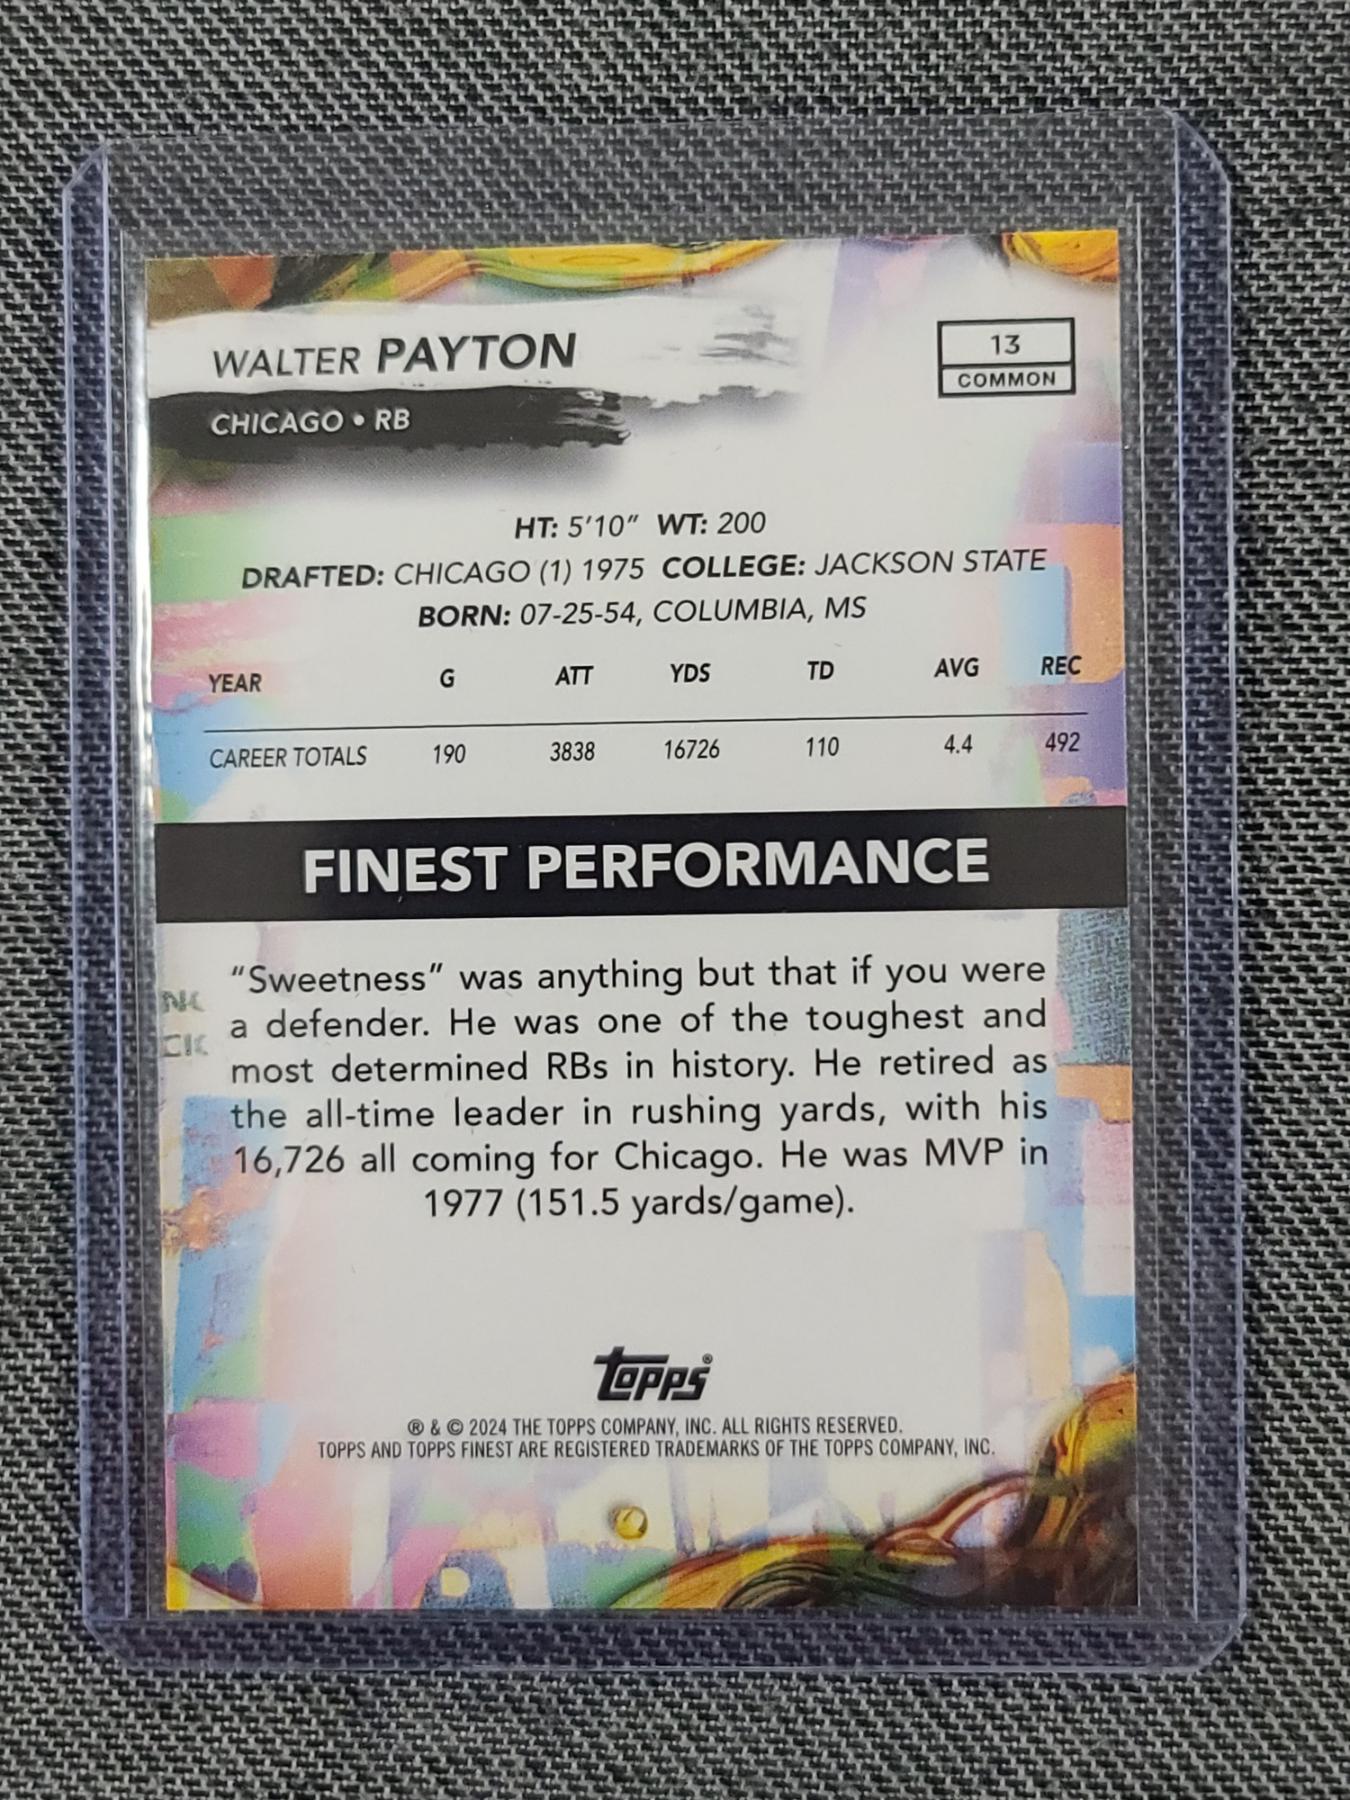 WALTER PAYTON
13
COMMON
CHICAGO • RB
HT: 5'10" WT: 200
DRAFTED: CHICAGO (1) 1975 COLLEGE: JACKSON STATE
BORN: 07-25-54, COLUMBIA, MS
YEAR G ATT YDS TD AVG REC
CAREER TOTALS 190 3838 16726 110 4.4 492
FINEST PERFORMANCE
“Sweetness” was anything but that if you were
a defender. He was one of the toughest and
most determined RBs in history. He retired as
the all-time leader in rushing yards, with his
16,726 all coming for Chicago. He was MVP in
1977 (151.5 yards/game).
Topps®
® & © 2024 THE TOPPS COMPANY, INC. ALL RIGHTS RESERVED.
TOPPS AND TOPPS FINEST ARE REGISTERED TRADEMARKS OF THE TOPPS COMPANY, INC.